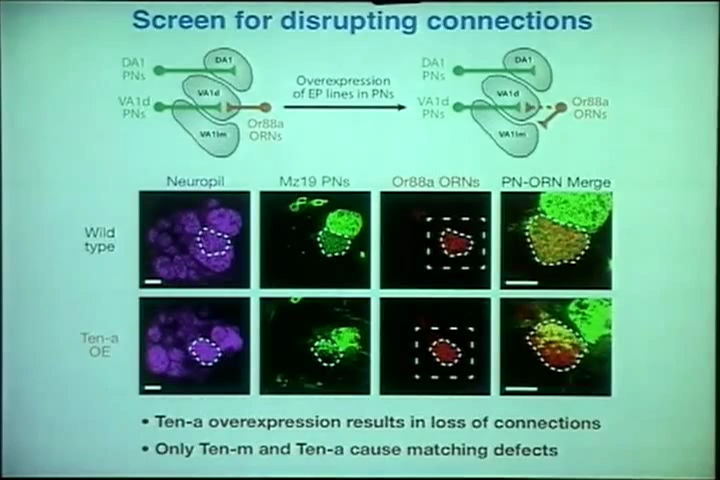 Screen for disrupting connections
DA1
PNs
DA1
VA1d
VA1d
PNs
VA1lm
Or88a
ORNs
Overexpression
of EP lines in PNs
DA1
PNs
DA1
VA1d
VA1d
PNs
VA1lm
Or88a
ORNs
Neuropil
Mz19 PNs
Or88a ORNs
PN-ORN Merge
Wild
type
Ten-a
OE
• Ten-a overexpression results in loss of connections
• Only Ten-m and Ten-a cause matching defects